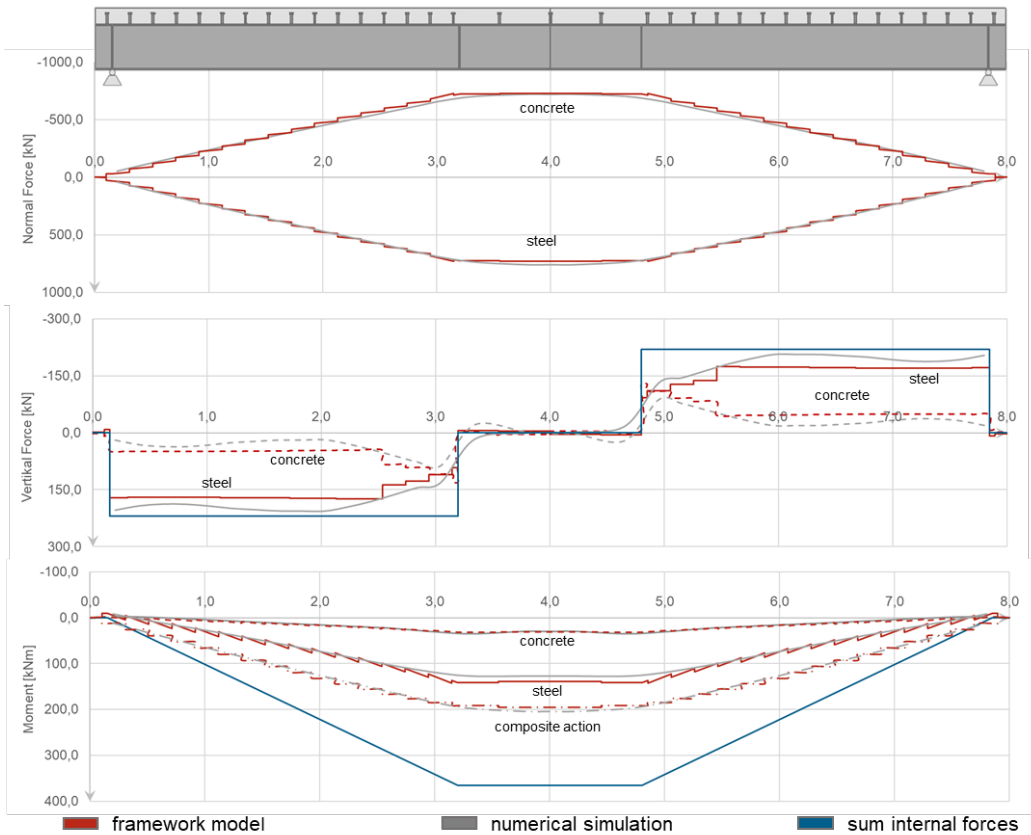 -1000,0
-500,0
0,0
500,0
1000,0
Normal Force [kN]
0,0 1,0 2,0 3,0 4,0 5,0 6,0 7,0 8,0
concrete
steel
-300,0
-150,0
0,0
150,0
300,0
Vertikal Force [kN]
0,0 1,0 2,0 3,0 4,0 5,0 6,0 7,0 8,0
steel
concrete
concrete
steel
-100,0
0,0
100,0
200,0
300,0
400,0
Moment [kNm]
0,0 1,0 2,0 3,0 4,0 5,0 6,0 7,0 8,0
concrete
steel
composite action
framework model numerical simulation sum internal forces